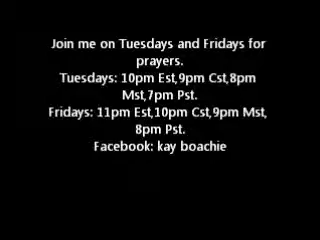 Join me on Tuesdays and Fridays for
prayers.
Tuesdays: 10pm Est,9pm Cst,8pm
Mst,7pm Pst.
Fridays: 11pm Est,10pm Cst,9pm Mst,
8pm Pst.
Facebook: kay boachie